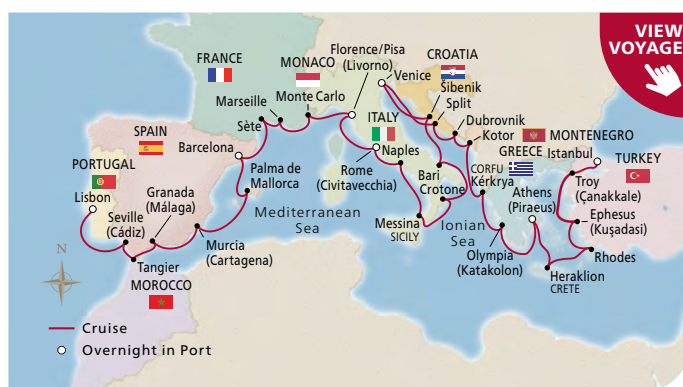 VIEW
VOYAGE
FRANCE
MONACO
Florence/Pisa
(Livorno)
Venice
CROATIA
Šibenik
Split
Marseille
Monte Carlo
Sète
ITALY
Dubrovnik
Kotor
MONTENEGRO
SPAIN
Barcelona
PORTUGAL
Lisbon
Granada
(Málaga)
Seville
(Cádiz)
Palma de
Mallorca
Rome
(Civitavecchia)
Naples
Bari
Crotone
CORFU
Kérkyra
GREECE
Athens
(Piraeus)
Istanbul
TURKEY
Troy
(Çanakkale)
Ephesus
(Kuşadasi)
Mediterranean
Sea
Messina
SICILY
Ionian
Sea
Olympia
(Katakolon)
Rhodes
Heraklion
CRETE
Murcia
(Cartagena)
Tangier
MOROCCO
N
Cruise
Overnight in Port